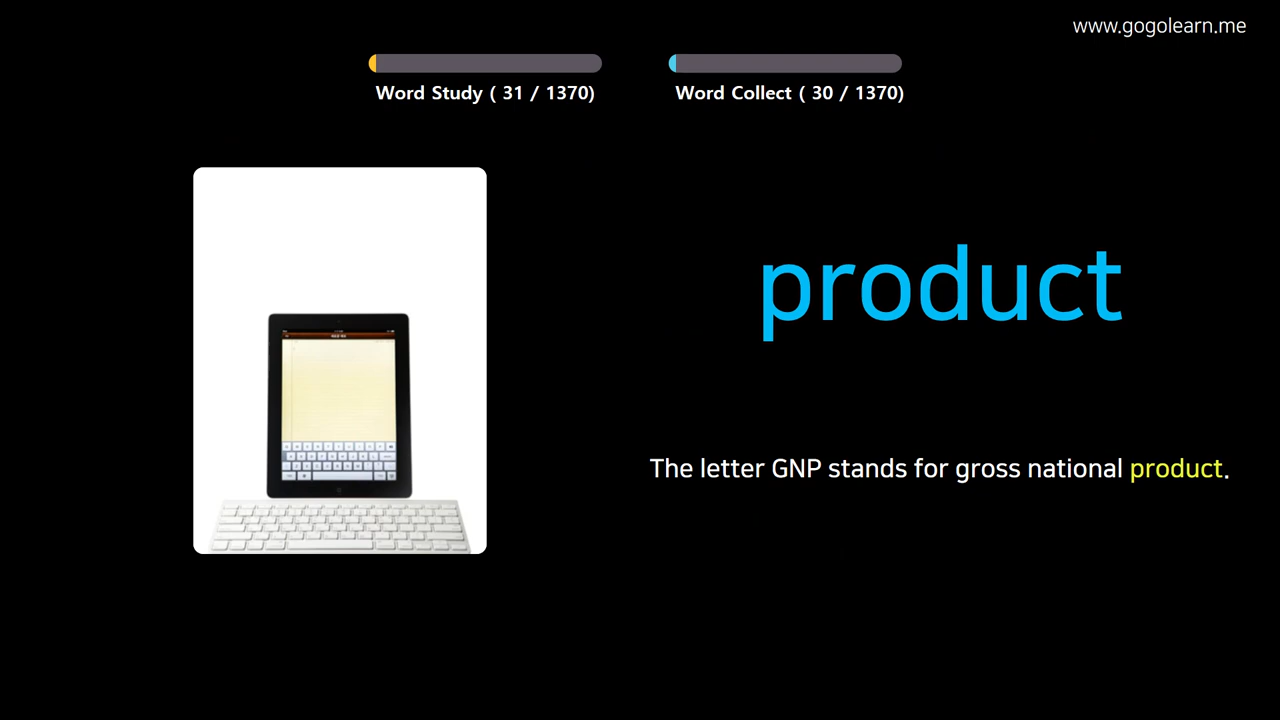 www.gogolearn.me
Word Study ( 31 / 1370)
Word Collect ( 30 / 1370)
product
The letter GNP stands for gross national product.